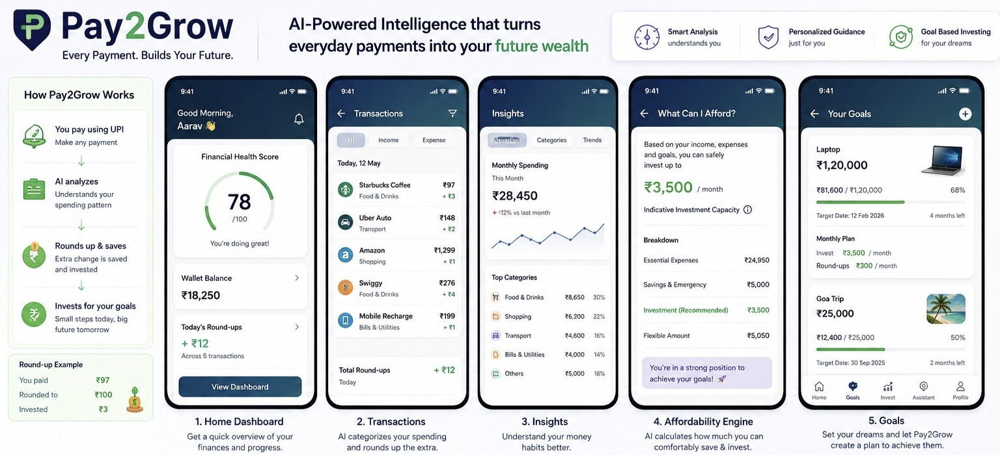 Pay2Grow
Every Payment. Builds Your Future.
AI-Powered Intelligence that turns
everyday payments into your future wealth
Smart Analysis
understands you
Personalized Guidance
just for you
Goal Based Investing
for your dreams
How Pay2Grow Works
You pay using UPI
Make any payment
AI analyzes
Understands your
spending pattern
Rounds up & saves
Extra change is saved
and invested
Invests for your goals
Small steps today, big
future tomorrow
Round-up Example
You paid ₹97
Rounded to ₹100
Invested ₹3
9:41
Good Morning,
Aarav 👋
Financial Health Score
78
/100
You're doing great!
Wallet Balance
₹18,250
Today's Round-ups
+ ₹12
Across 5 transactions
View Dashboard
1. Home Dashboard
Get a quick overview of your
finances and progress.
9:41
Transactions
All Income Expense
Today, 12 May
Starbucks Coffee ₹97
Food & Drinks + ₹3
Uber Auto ₹148
Transport + ₹2
Amazon ₹1,299
Shopping + ₹1
Swiggy ₹276
Food & Drinks + ₹4
Mobile Recharge ₹199
Bills & Utilities + ₹1
Total Round-ups + ₹12
Today
2. Transactions
AI categorizes your spending
and rounds up the extra.
9:41
Insights
Categories Trends
Monthly Spending
This Month
₹28,450
12% vs last month
Top Categories
Food & Drinks ₹8,650 30%
Shopping ₹6,200 22%
Transport ₹4,600 16%
Bills & Utilities ₹4,000 14%
Others ₹5,000 18%
3. Insights
Understand your money
habits better.
9:41
What Can I Afford?
Based on your income, expenses
and goals, you can safely
invest up to
₹3,500 / month
Indicative Investment Capacity
Breakdown
Essential Expenses ₹24,950
Savings & Emergency ₹5,000
Investment (Recommended) ₹3,500
Flexible Amount ₹5,050
You're in a strong position to
achieve your goals! 🚀
4. Affordability Engine
AI calculates how much you can
comfortably save & invest.
9:41
Your Goals
Laptop
₹1,20,000
₹81,600 / ₹1,20,000 68%
Target Date: 12 Feb 2026 4 months left
Monthly Plan
Invest ₹3,500 / month
Round-ups ₹300 / month
Goa Trip
₹25,000
₹12,400 / ₹25,000 50%
Target Date: 30 Sep 2025 2 months left
Home Goals Invest Assistant Profile
5. Goals
Set your dreams and let Pay2Grow
create a plan to achieve them.